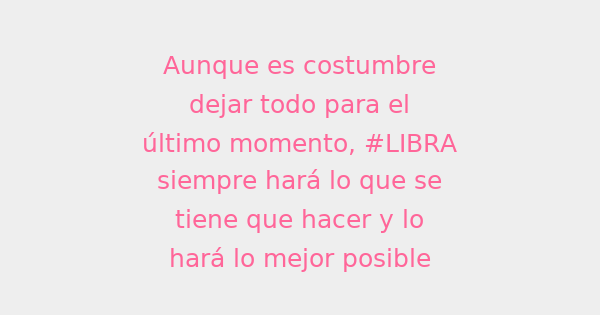 Aunque es costumbre
dejar todo para el
último momento, #LIBRA
siempre hará lo que se
tiene que hacer y lo
hará lo mejor posible